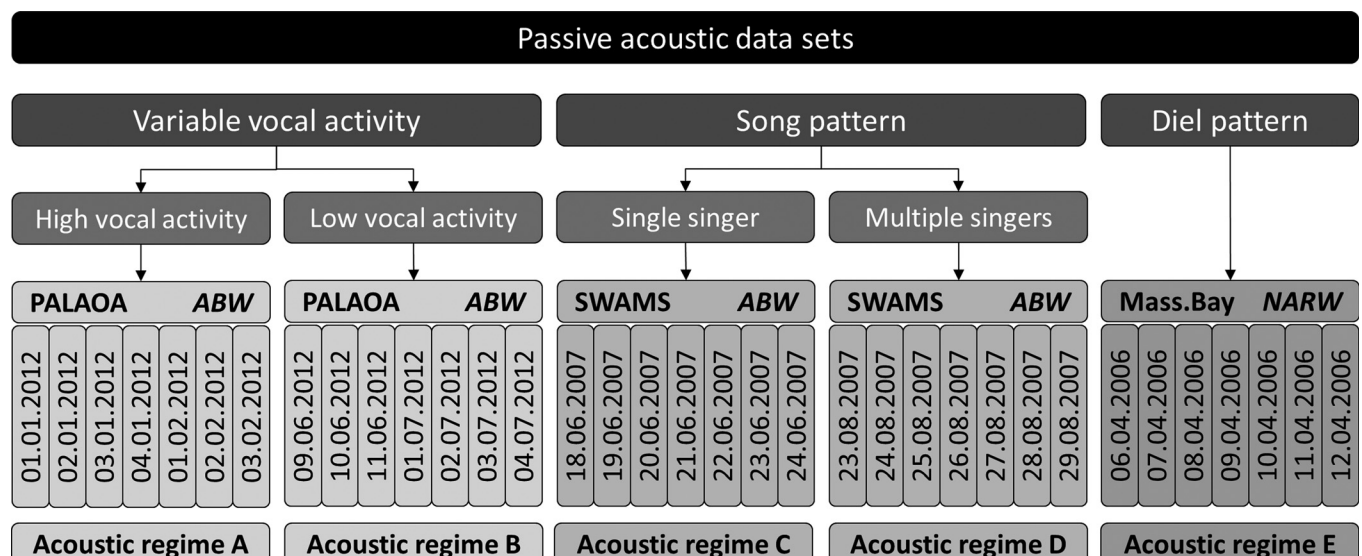 Passive acoustic data sets
Variable vocal activity
Song pattern
Diel pattern
High vocal activity
Low vocal activity
Single singer
Multiple singers
PALAOA ABW
PALAOA ABW
SWAMS ABW
SWAMS ABW
Mass.Bay NARW
01.01.2012
02.01.2012
03.01.2012
04.01.2012
01.02.2012
02.02.2012
03.02.2012
09.06.2012
10.06.2012
11.06.2012
01.07.2012
02.07.2012
03.07.2012
04.07.2012
18.06.2007
19.06.2007
20.06.2007
21.06.2007
22.06.2007
23.06.2007
24.06.2007
23.08.2007
24.08.2007
25.08.2007
26.08.2007
27.08.2007
28.08.2007
29.08.2007
06.04.2006
07.04.2006
08.04.2006
09.04.2006
10.04.2006
11.04.2006
12.04.2006
Acoustic regime A
Acoustic regime B
Acoustic regime C
Acoustic regime D
Acoustic regime E